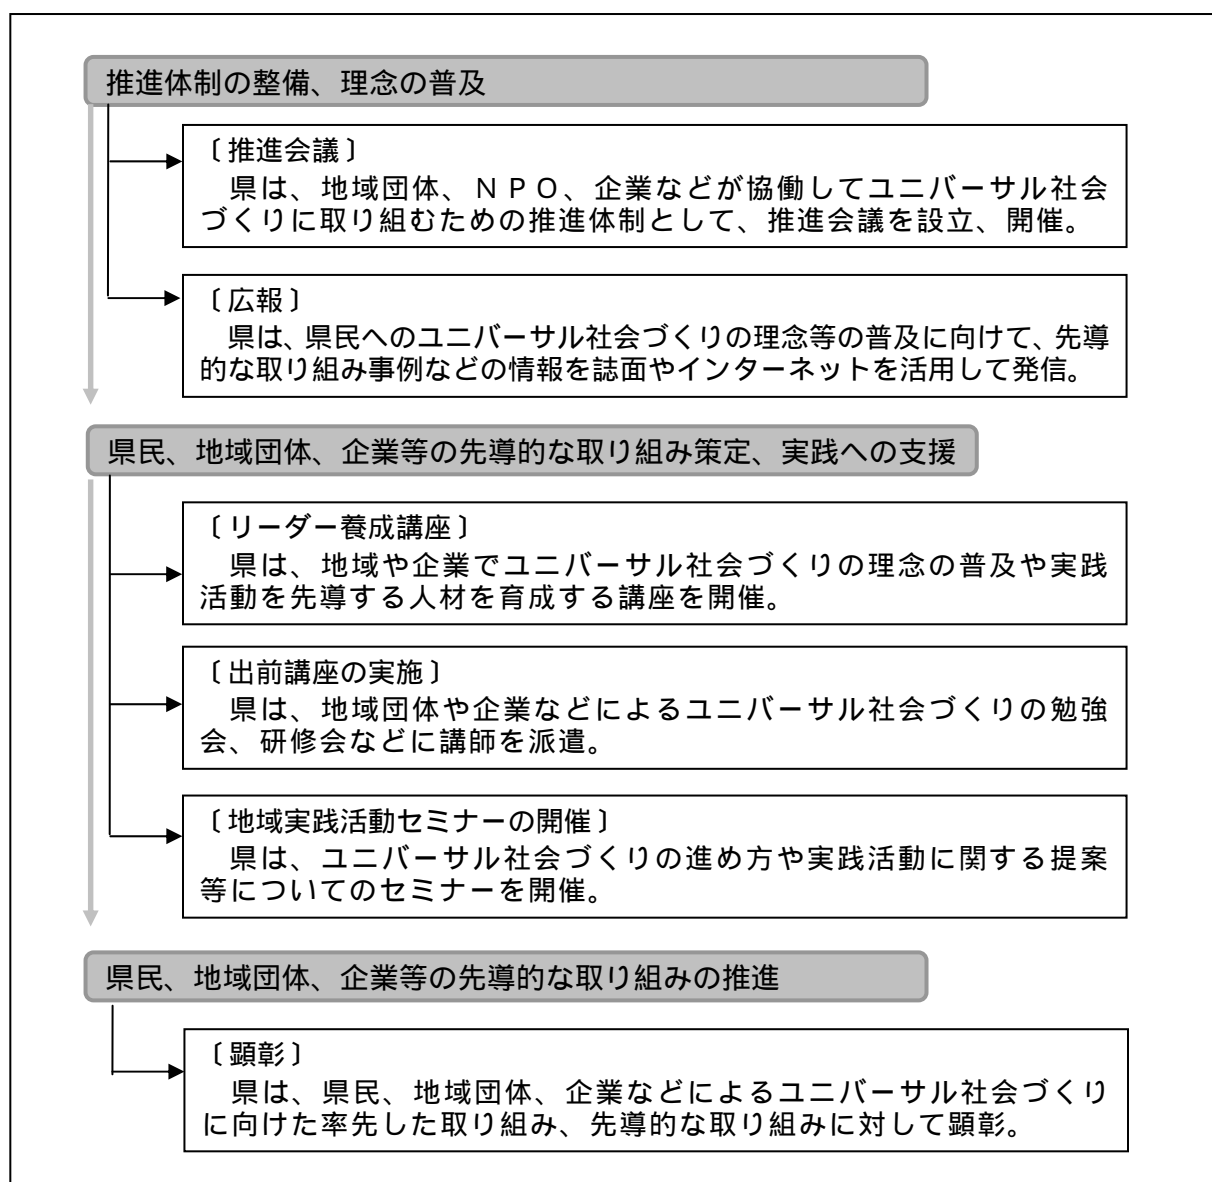 推進体制の整備、理念の普及
〔推進会議〕
県は、地域団体、ＮＰＯ、企業などが協働してユニバーサル社会
づくりに取り組むための推進体制として、推進会議を設立、開催。
〔広報〕
県は、県民へのユニバーサル社会づくりの理念等の普及に向けて、先導
的な取り組み事例などの情報を誌面やインターネットを活用して発信。
県民、地域団体、企業等の先導的な取り組み策定、実践への支援
〔リーダー養成講座〕
県は、地域や企業でユニバーサル社会づくりの理念の普及や実践
活動を先導する人材を育成する講座を開催。
〔出前講座の実施〕
県は、地域団体や企業などによるユニバーサル社会づくりの勉強
会、研修会などに講師を派遣。
〔地域実践活動セミナーの開催〕
県は、ユニバーサル社会づくりの進め方や実践活動に関する提案
等についてのセミナーを開催。
県民、地域団体、企業等の先導的な取り組みの推進
〔顕彰〕
県は、県民、地域団体、企業などによるユニバーサル社会づくり
に向けた率先した取り組み、先導的な取り組みに対して顕彰。